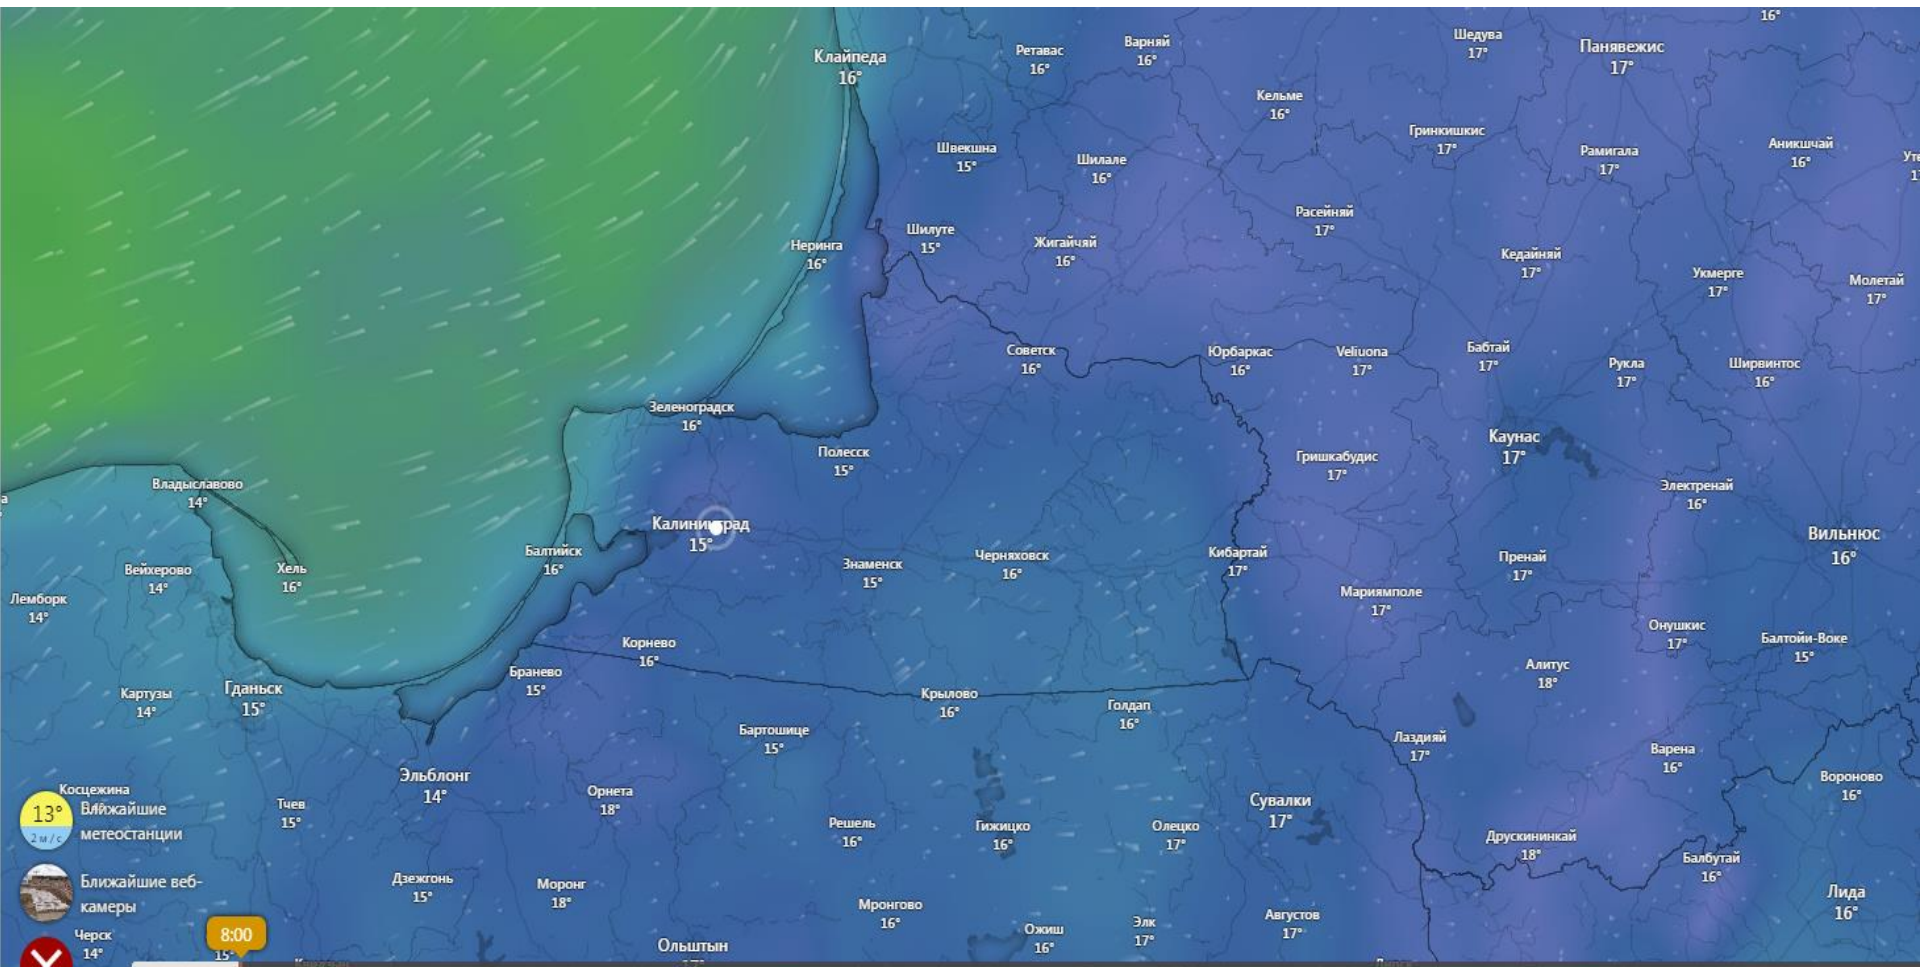 16°
Шедува
17°
Панявежис
17°
Варняй
16°
Ретавас
16°
Клайпеда
16°
Кельме
16°
Гринкишкис
17°
Аникшчай
16°
Рамигала
17°
Швекшна
15°
Шилале
16°
Расейняй
17°
Шилуте
15°
Жигайчяй
16°
Неринга
16°
Кедайняй
17°
Укмерге
17°
Молетай
17°
Советск
16°
Юрбаркас
16°
Veliuona
17°
Бабтай
17°
Рукла
17°
Ширвинтос
16°
Зеленоградск
16°
Полесск
15°
Каунас
17°
Гришкабудис
17°
Владыславово
14°
Электренай
16°
Калининград
15°
Вильнюс
16°
Балтийск
16°
Черняховск
16°
Кибартай
17°
Знаменск
15°
Пренай
17°
Вейхерово
14°
Хель
16°
Лемборк
14°
Мариямполе
17°
Онушкис
17°
Балтойи-Воке
15°
Корнево
16°
Бранево
15°
Алитус
18°
Картузы
14°
Гданьск
15°
Крылово
16°
Голдап
16°
Бартошице
15°
Лаздияй
17°
Варена
16°
Эльблонг
14°
Вороново
16°
Косцежина
Орнета
18°
Тчев
15°
Сувалки
17°
13°
2 м / с
Ближайшие
метеостанции
Решель
16°
Гижицко
16°
Олецко
17°
Друскининкай
18°
Балбутай
16°
Дзежгонь
15°
Моронг
18°
Ближайшие веб-
камеры
Лида
16°
Мронгово
16°
Августов
17°
Элк
17°
Ожиш
16°
8:00
Черск
14°
15°
Ольштын